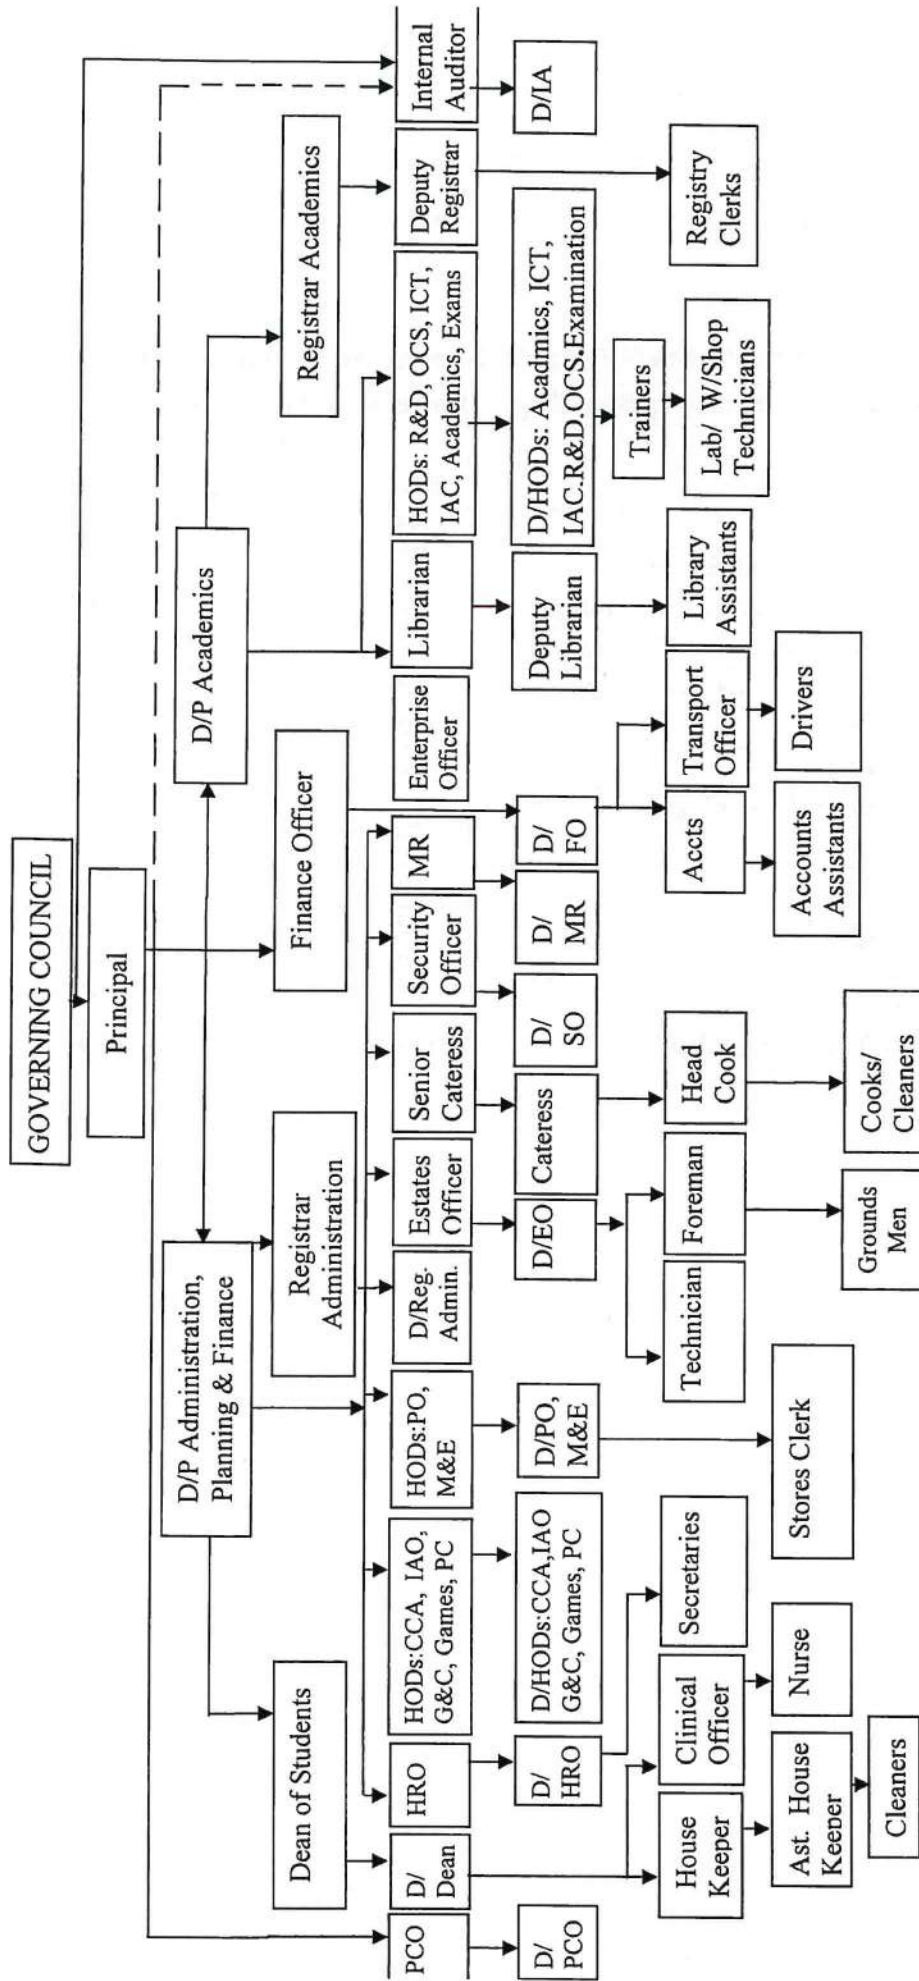 GOVERNING COUNCIL
Principal
D/P Administration,
Planning & Finance
D/P Academics
Dean of Students
Registrar
Administration
Finance Officer
Registrar Academics
PCO
D/
Dean
HRO
HODs:CCA, IAO,
G&C, Games, PC
HODs:PO,
M&E
D/Reg.
Admin.
Estates
Officer
Senior
Cateress
Security
Officer
MR
Enterprise
Officer
Librarian
HODs: R&D, OCS, ICT,
IAC, Academics, Exams
Deputy
Registrar
Internal
Auditor
D/
PCO
D/
HRO
D/HODs:CCA,IAO
G&C, Games, PC
D/PO,
M&E
D/EO
Cateress
D/
SO
D/
MR
D/
FO
Deputy
Librarian
D/HODs: Acadmics, ICT,
IAC.R&D.OCS.Examination
D/IA
Trainers
House
Keeper
Clinical
Officer
Secretaries
Technician
Foreman
Head
Cook
Accts
Transport
Officer
Library
Assistants
Lab/ W/Shop
Technicians
Registry
Clerks
Ast. House
Keeper
Nurse
Stores Clerk
Accounts
Assistants
Drivers
Cleaners
Grounds
Men
Cooks/
Cleaners